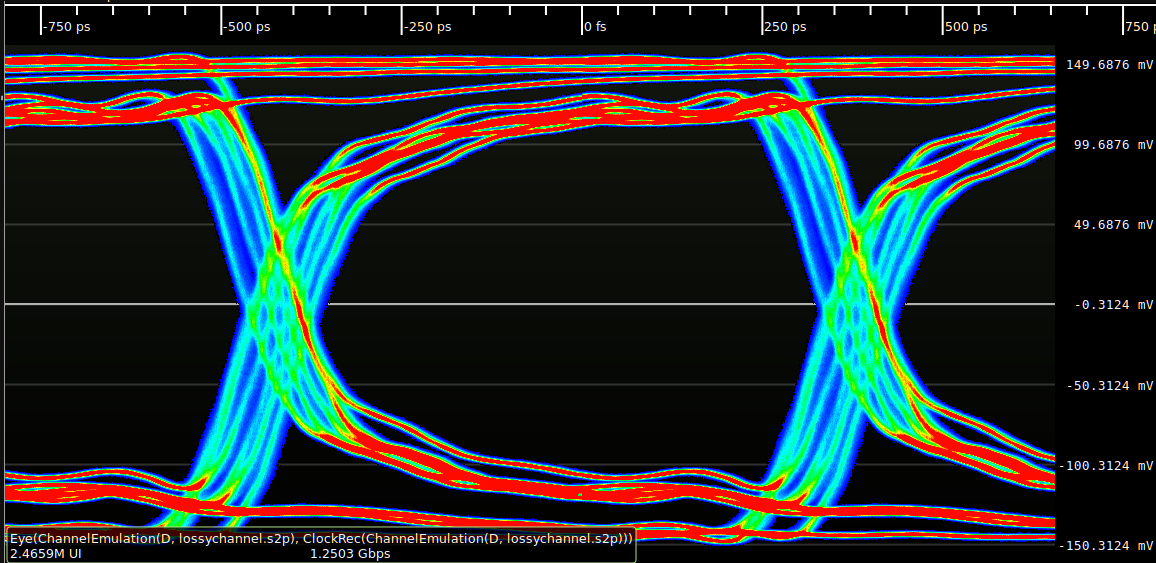 -750 ps -500 ps -250 ps 0 fs 250 ps 500 ps 750 p
149.6876 mV
99.6876 mV
49.6876 mV
-0.3124 mV
-50.3124 mV
-100.3124 mV
-150.3124 mV
Eye(ChannelEmulation(D, lossychannel.s2p), ClockRec(ChannelEmulation(D, lossychannel.s2p)))
2.4659M UI 1.2503 Gbps